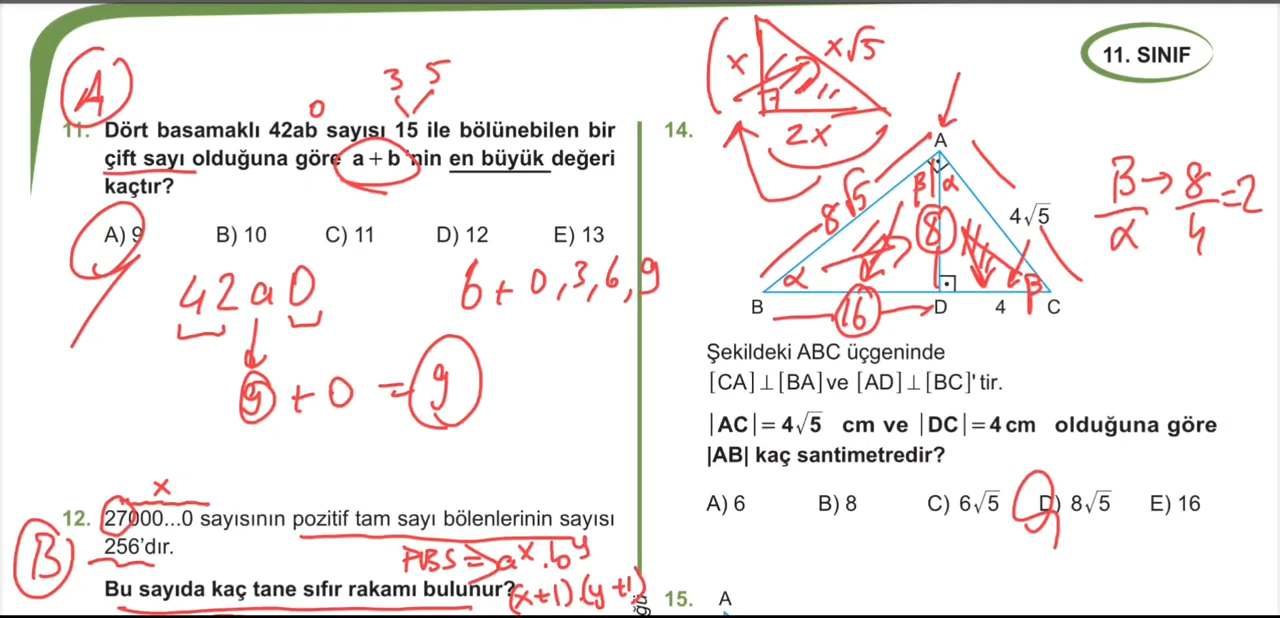 11. SINIF
A
3 5
0
11. Dört basamaklı 42ab sayısı 15 ile bölünebilen bir
çift sayı olduğuna göre a+b'nin en büyük değeri
kaçtır?
A) 9 B) 10 C) 11 D) 12 E) 13
42a0
6+0,3,6,9
9+0=9
x
12. 27000...0 sayısının pozitif tam sayı bölenlerinin sayısı
256'dır.
B
PBS => a^x.b^y
Bu sayıda kaç tane sıfır rakamı bulunur?
(x+1).(y+1)
14.
x x√5
2x
A
β α
8√5 8 4√5
α β
B D 4 C
16
β/α → 8/4 = 2
Şekildeki ABC üçgeninde
[CA]⊥[BA] ve [AD]⊥[BC]'tir.
|AC|=4√5 cm ve |DC|=4 cm olduğuna göre
|AB| kaç santimetredir?
A) 6 B) 8 C) 6√5 D) 8√5 E) 16
15. A